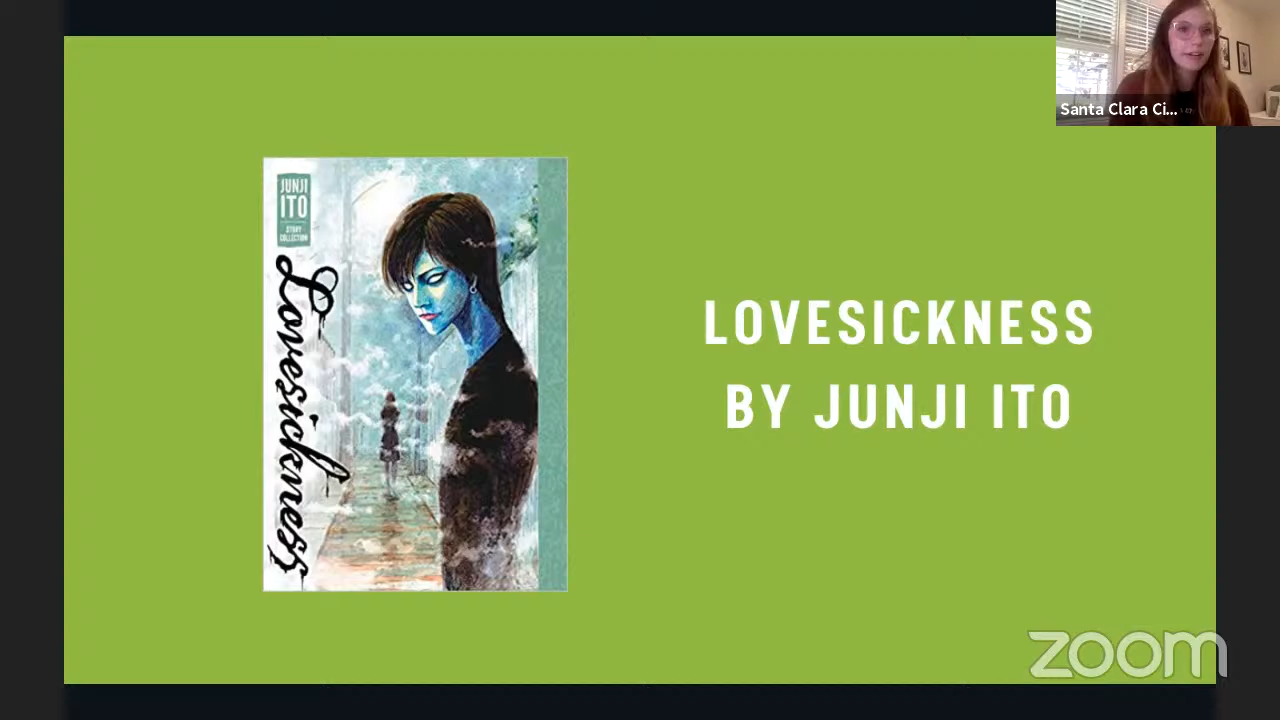 Santa Clara Ci...
JUNJI
ITO
STORY
COLLECTION
Lovesickness
LOVESICKNESS
BY JUNJI ITO
zoom